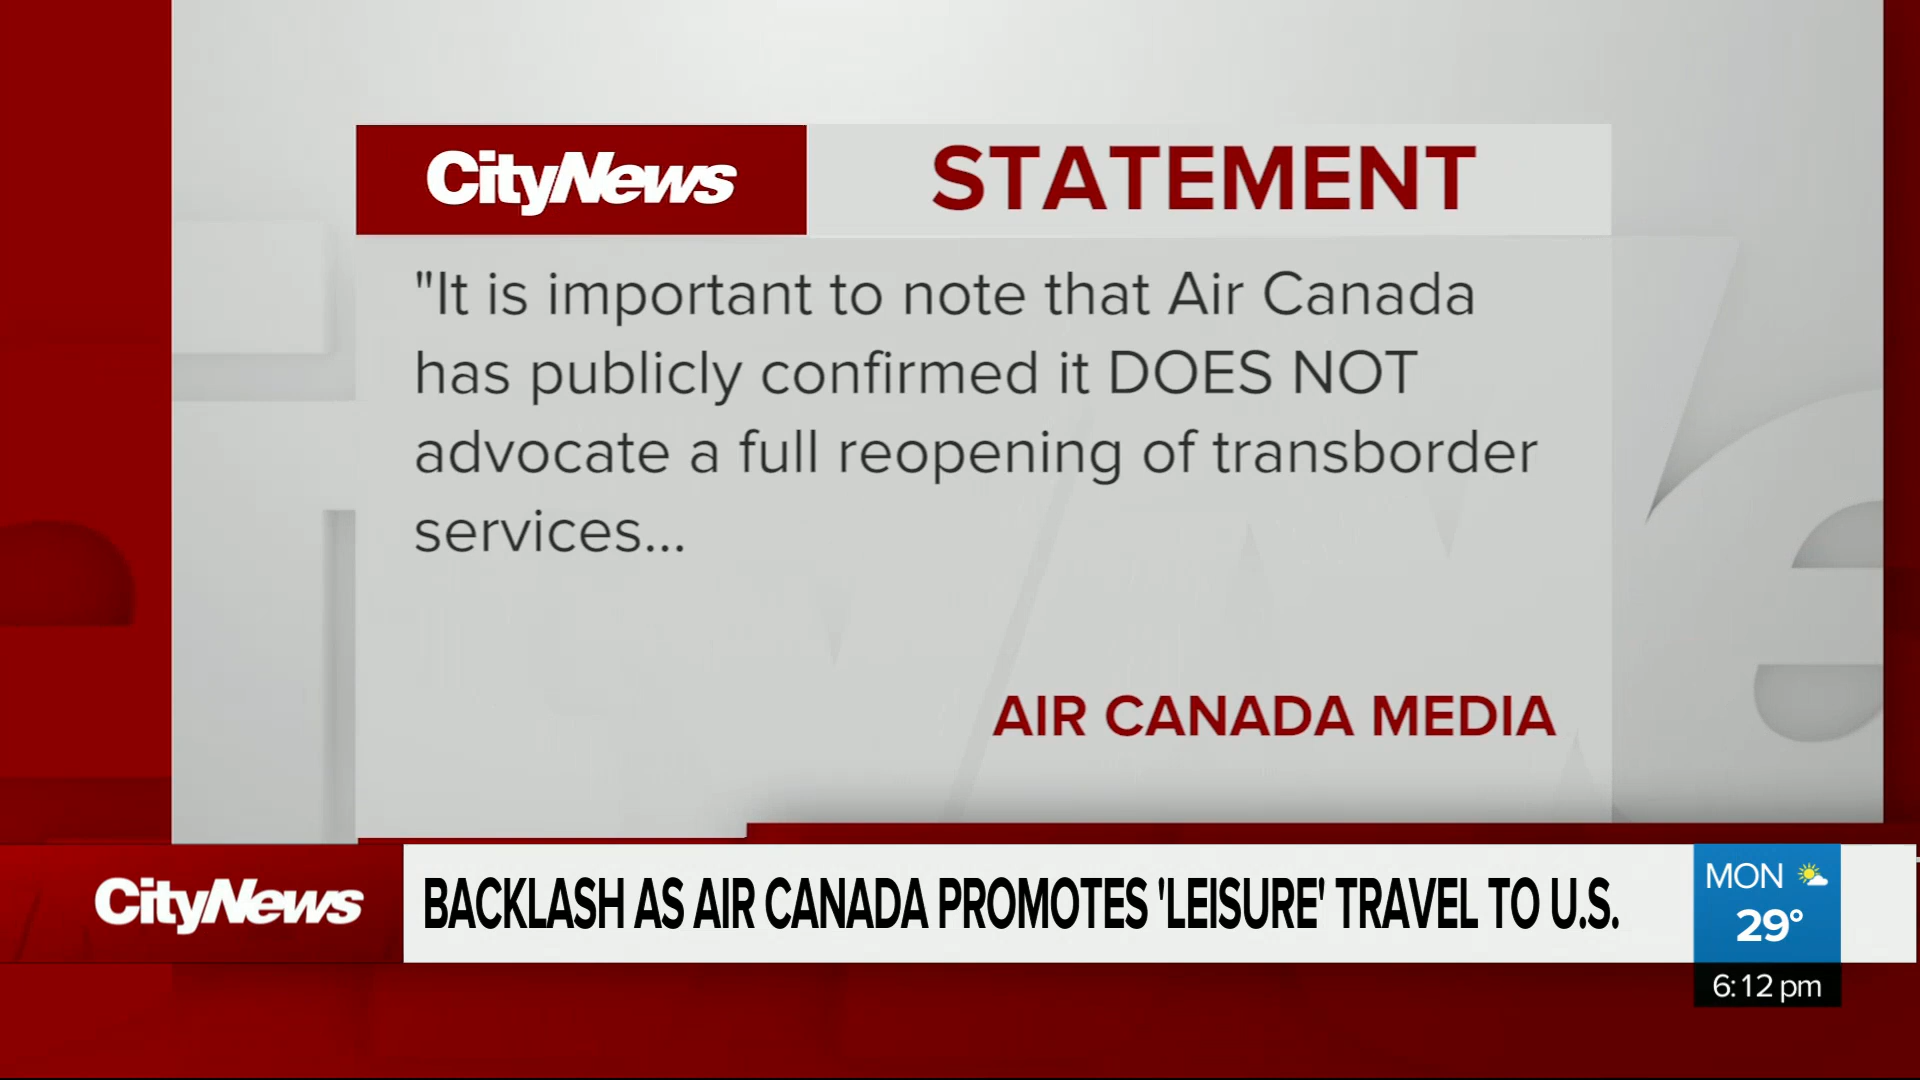 CityNews
STATEMENT
"It is important to note that Air Canada
has publicly confirmed it DOES NOT
advocate a full reopening of transborder
services...
AIR CANADA MEDIA
CityNews
BACKLASH AS AIR CANADA PROMOTES 'LEISURE' TRAVEL TO U.S.
MON
29°
6:12 pm